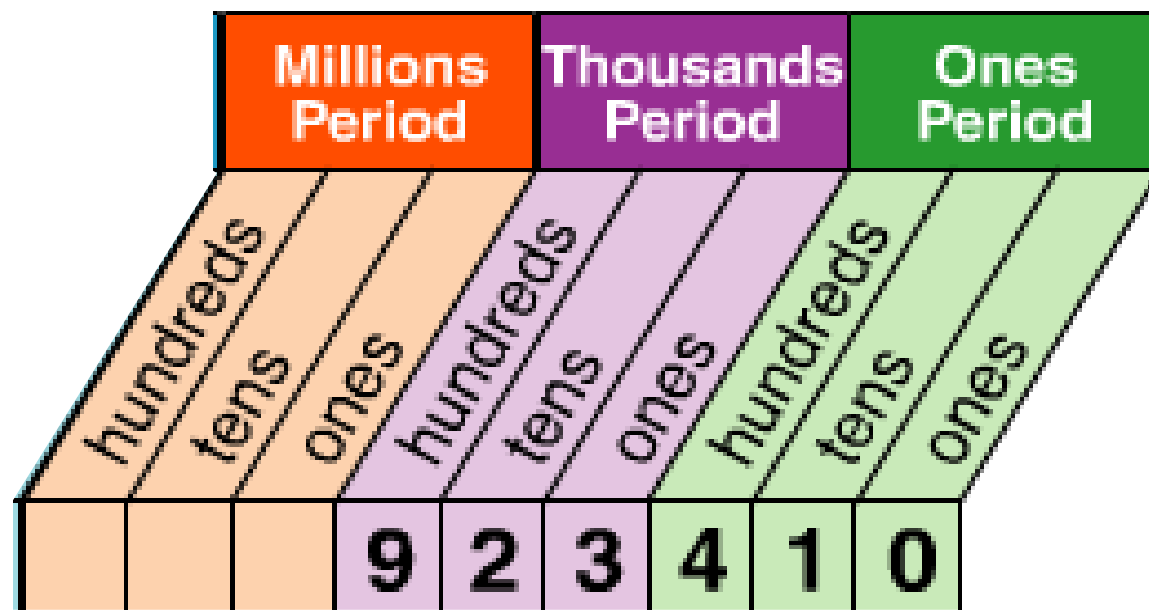 Millions Period
Thousands Period
Ones Period
hundreds tens ones hundreds tens ones hundreds tens ones
9 2 3 4 1 0